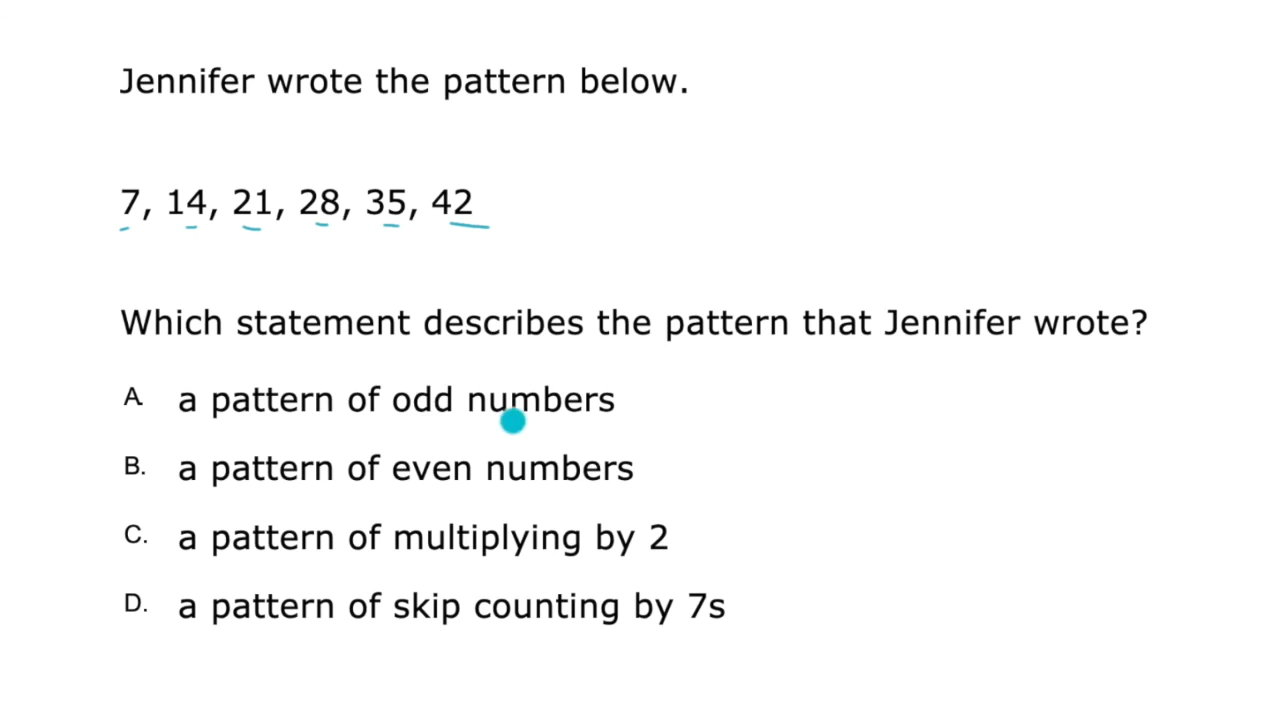 Jennifer wrote the pattern below.
7, 14, 21, 28, 35, 42
Which statement describes the pattern that Jennifer wrote?
A. a pattern of odd numbers
B. a pattern of even numbers
C. a pattern of multiplying by 2
D. a pattern of skip counting by 7s